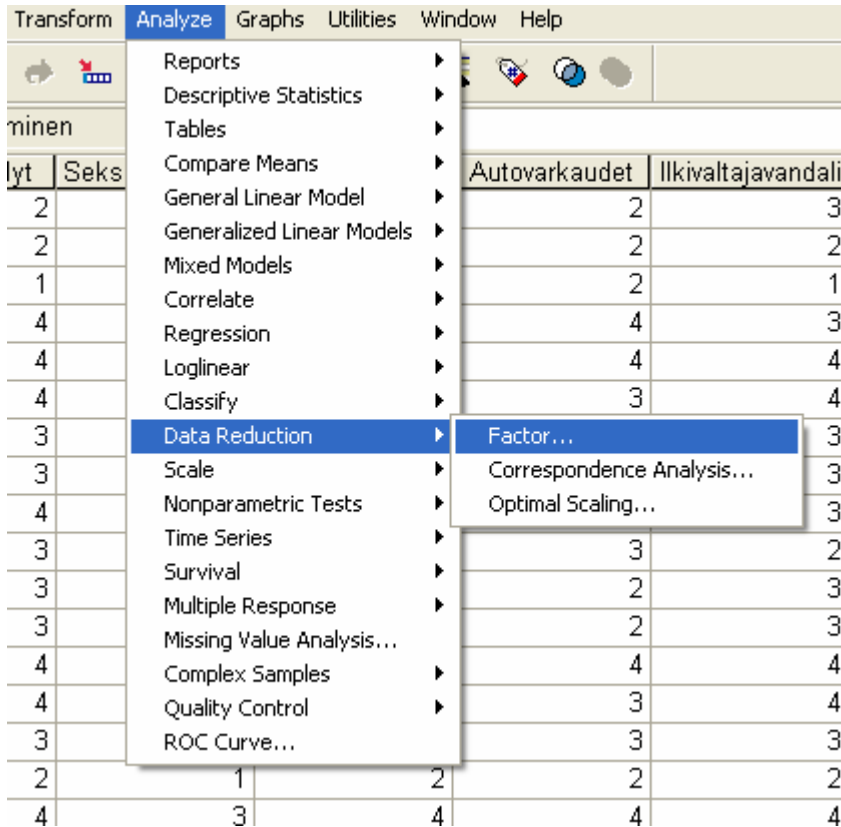 Transform Analyze Graphs Utilities Window Help
Reports
Descriptive Statistics
Tables
Compare Means
General Linear Model
Generalized Linear Models
Mixed Models
Correlate
Regression
Loglinear
Classify
Data Reduction
Scale
Nonparametric Tests
Time Series
Survival
Multiple Response
Missing Value Analysis...
Complex Samples
Quality Control
ROC Curve...
Factor...
Correspondence Analysis...
Optimal Scaling...
minen
lyt Seks Autovarkaudet Ilkivaltajavandali
2 2 3
2 2 2
1 2 1
4 4 3
4 4 4
4 3 4
3 3
3 3
4 3
3 3 2
3 2 3
3 2 3
4 4 4
4 3 4
3 3 3
2 1 2 2 2
4 3 4 4 4